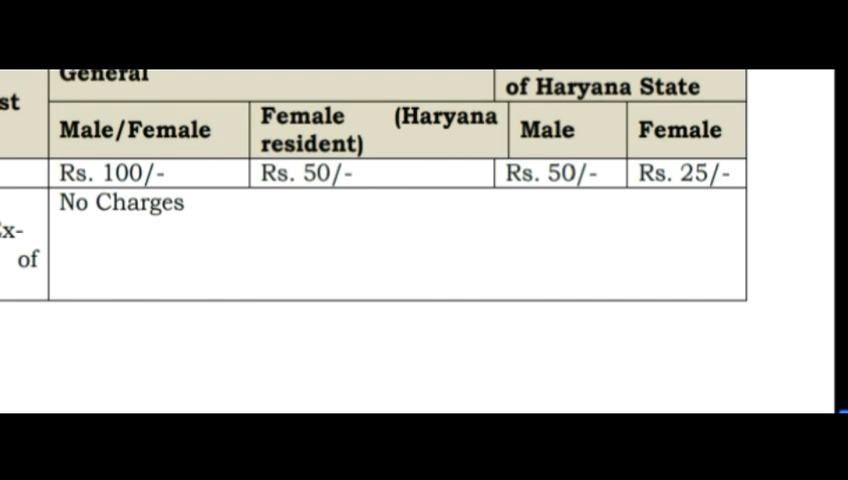 General
of Haryana State
st
Male/Female
Female (Haryana
resident)
Male
Female
Rs. 100/-
Rs. 50/-
Rs. 50/-
Rs. 25/-
No Charges
Ex-
of